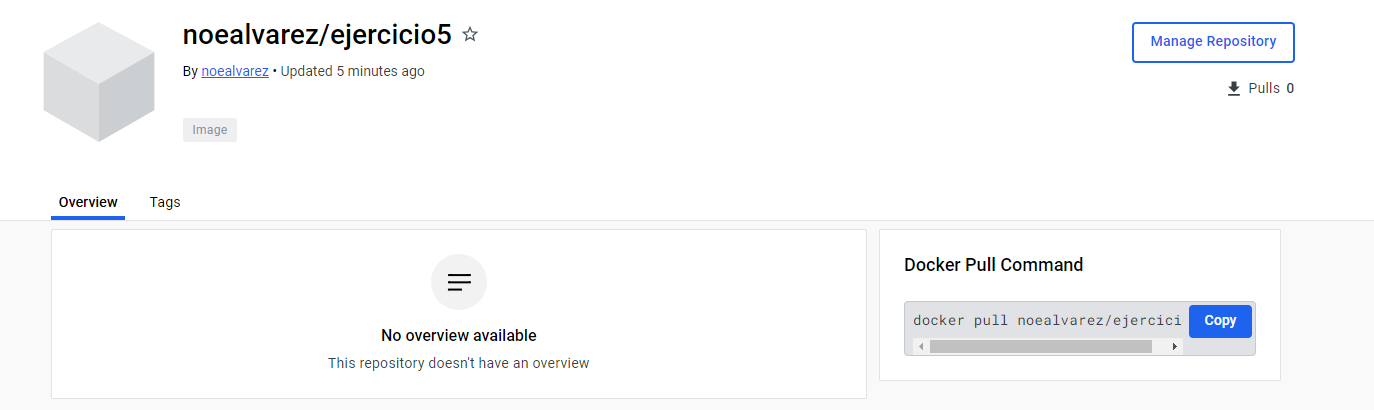 noealvarez/ejercicio5
By noealvarez • Updated 5 minutes ago
Manage Repository
Pulls 0
Image
Overview
Tags
No overview available
This repository doesn't have an overview
Docker Pull Command
docker pull noealvarez/ejercici
Copy